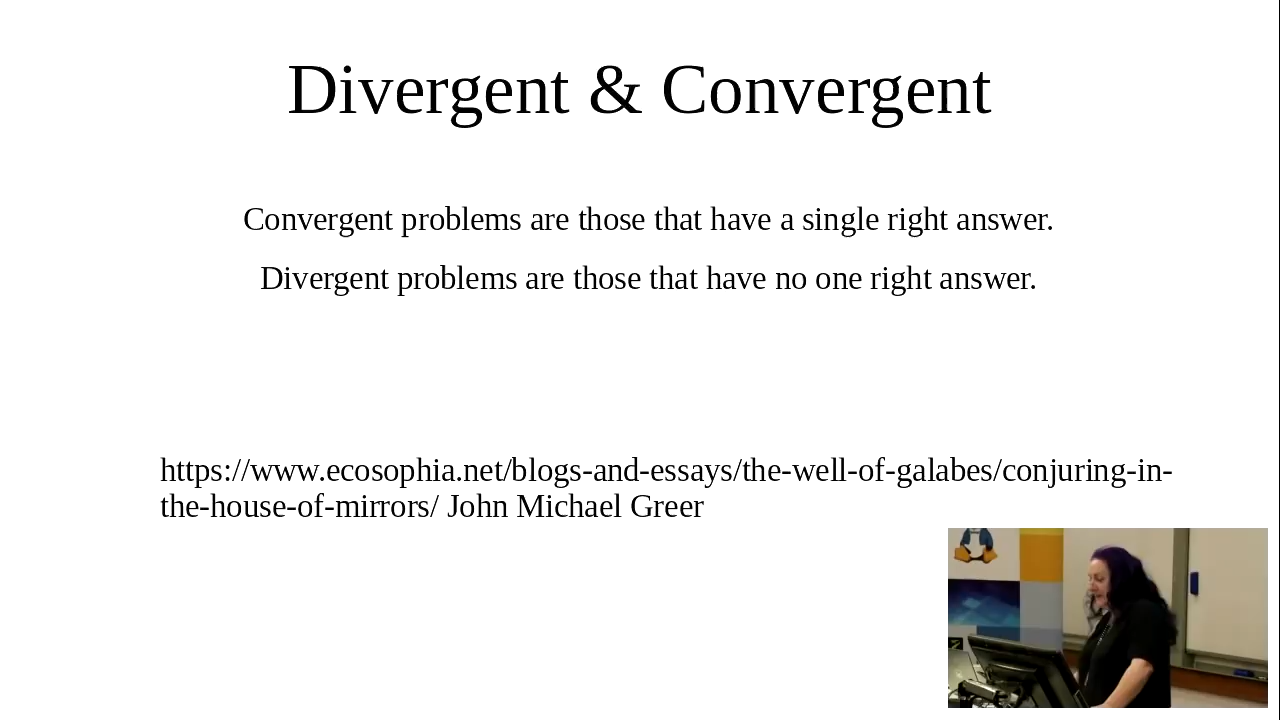 Divergent & Convergent
Convergent problems are those that have a single right answer.
Divergent problems are those that have no one right answer.
https://www.ecosophia.net/blogs-and-essays/the-well-of-galabes/conjuring-in-
the-house-of-mirrors/ John Michael Greer